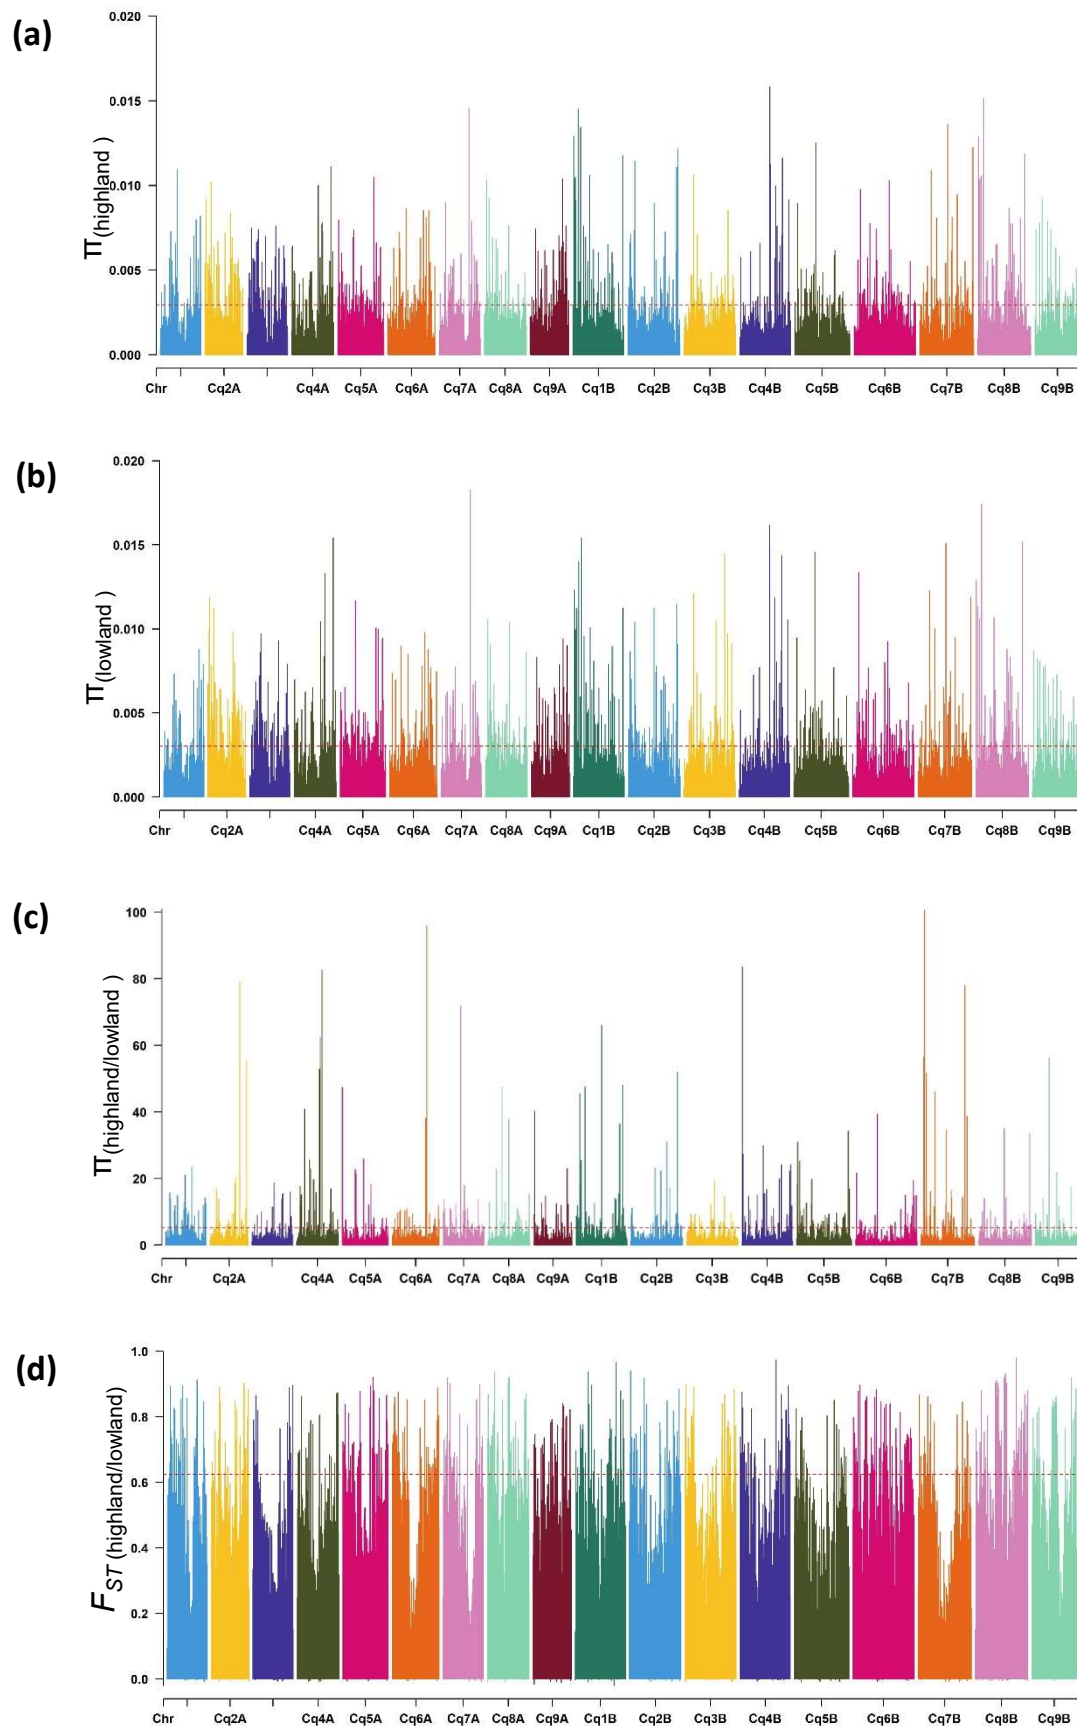 (a)
π(highland )
0.020
0.015
0.010
0.005
0.000
Chr Cq2A Cq4A Cq5A Cq6A Cq7A Cq8A Cq9A Cq1B Cq2B Cq3B Cq4B Cq5B Cq6B Cq7B Cq8B Cq9B
(b)
π(lowland )
0.020
0.015
0.010
0.005
0.000
Chr Cq2A Cq4A Cq5A Cq6A Cq7A Cq8A Cq9A Cq1B Cq2B Cq3B Cq4B Cq5B Cq6B Cq7B Cq8B Cq9B
(c)
π(highland/lowland )
100
80
60
40
20
0
Chr Cq2A Cq4A Cq5A Cq6A Cq7A Cq8A Cq9A Cq1B Cq2B Cq3B Cq4B Cq5B Cq6B Cq7B Cq8B Cq9B
(d)
FST (highland/lowland)
1.0
0.8
0.6
0.4
0.2
0.0
Chr Cq2A Cq4A Cq5A Cq6A Cq7A Cq8A Cq9A Cq1B Cq2B Cq3B Cq4B Cq5B Cq6B Cq7B Cq8B Cq9B